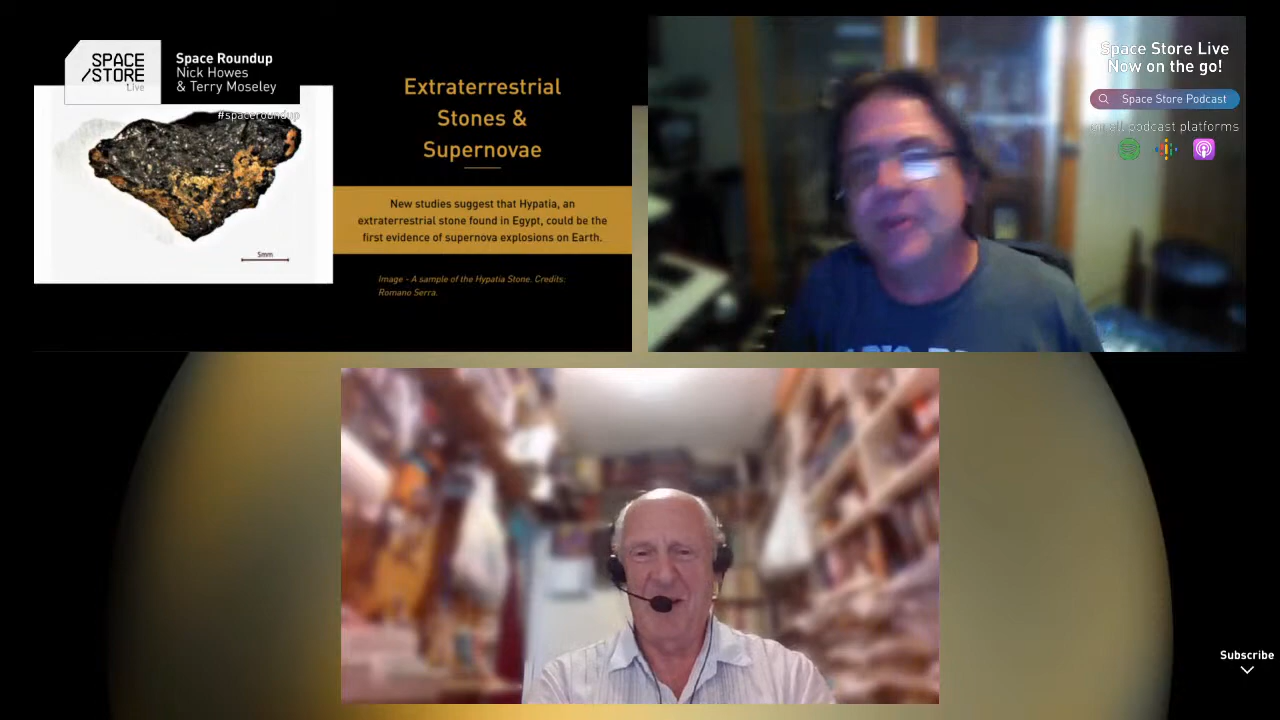 SPACE
/STORE
Live
Space Roundup
Nick Howes
& Terry Moseley
#spaceroundup
5mm
Extraterrestrial
Stones &
Supernovae
New studies suggest that Hypatia, an
extraterrestrial stone found in Egypt, could be the
first evidence of supernova explosions on Earth.
Image - A sample of the Hypatia Stone. Credits:
Romano Serra.
Space Store Live
Now on the go!
Space Store Podcast
all podcast platforms
Subscribe